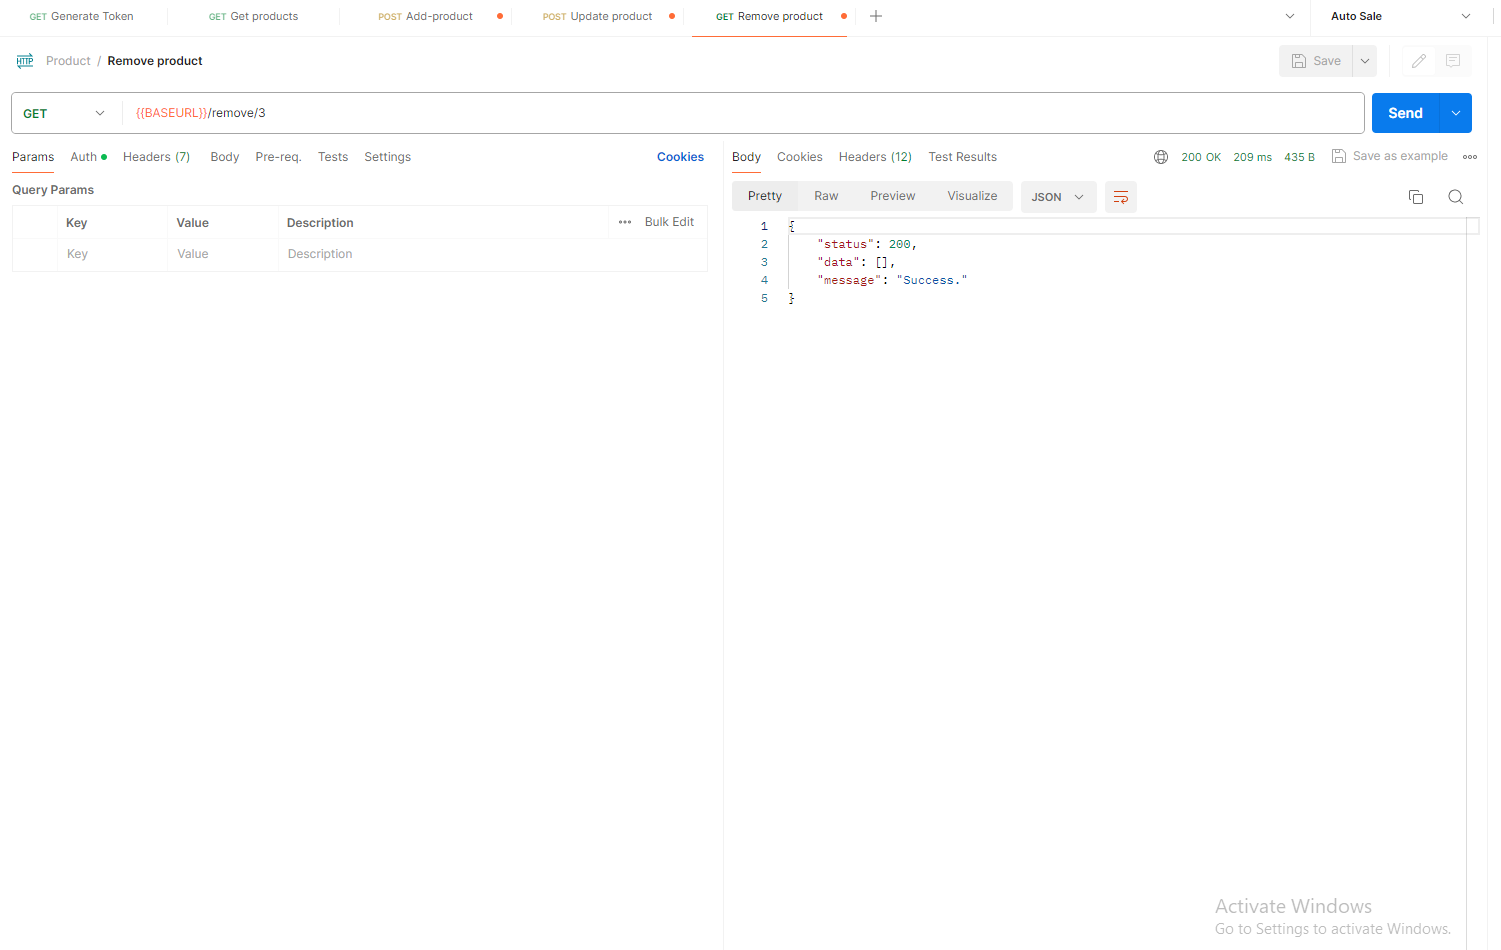 GET Generate Token GET Get products POST Add-product POST Update product GET Remove product Auto Sale
HTTP Product / Remove product Save
GET {{BASEURL}}/remove/3 Send
Params Auth Headers (7) Body Pre-req. Tests Settings Cookies
Query Params
Key Value Description ••• Bulk Edit
Key Value Description
Body Cookies Headers (12) Test Results 200 OK 209 ms 435 B Save as example
Pretty Raw Preview Visualize JSON
1 {
2 "status": 200,
3 "data": [],
4 "message": "Success."
5 }
Activate Windows
Go to Settings to activate Windows.